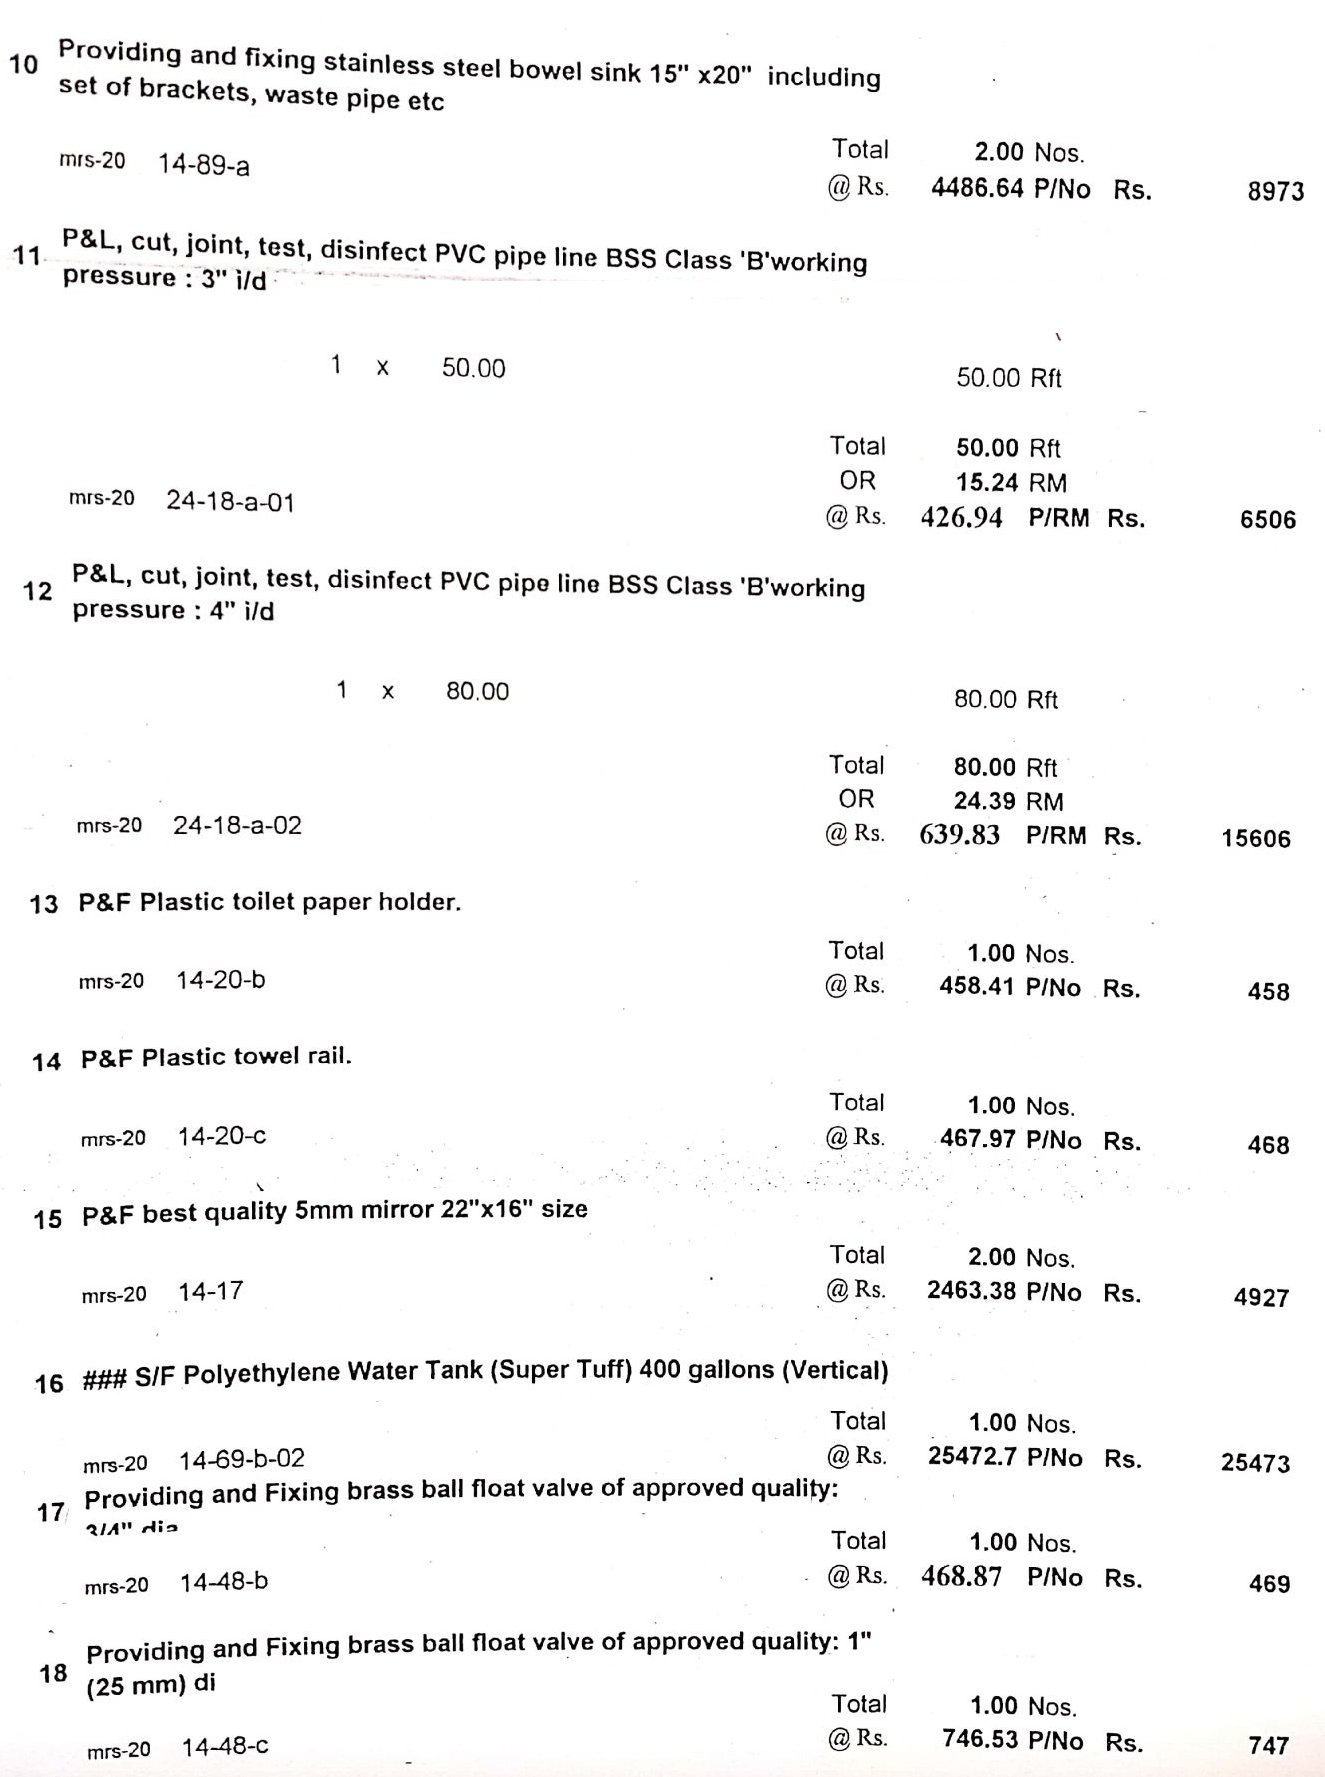 10 Providing and fixing stainless steel bowel sink 15" x20" including
set of brackets, waste pipe etc
Total 2.00 Nos.
mrs-20 14-89-a @ Rs. 4486.64 P/No Rs. 8973
11 P&L, cut, joint, test, disinfect PVC pipe line BSS Class 'B'working
pressure : 3" i/d
1 x 50.00 50.00 Rft
Total 50.00 Rft
OR 15.24 RM
mrs-20 24-18-a-01 @ Rs. 426.94 P/RM Rs. 6506
12 P&L, cut, joint, test, disinfect PVC pipe line BSS Class 'B'working
pressure : 4" i/d
1 x 80.00 80.00 Rft
Total 80.00 Rft
OR 24.39 RM
mrs-20 24-18-a-02 @ Rs. 639.83 P/RM Rs. 15606
13 P&F Plastic toilet paper holder.
Total 1.00 Nos.
mrs-20 14-20-b @ Rs. 458.41 P/No Rs. 458
14 P&F Plastic towel rail.
Total 1.00 Nos.
mrs-20 14-20-c @ Rs. 467.97 P/No Rs. 468
15 P&F best quality 5mm mirror 22"x16" size
Total 2.00 Nos.
mrs-20 14-17 @ Rs. 2463.38 P/No Rs. 4927
16 ### S/F Polyethylene Water Tank (Super Tuff) 400 gallons (Vertical)
Total 1.00 Nos.
mrs-20 14-69-b-02 @ Rs. 25472.7 P/No Rs. 25473
17 Providing and Fixing brass ball float valve of approved quality:
3/4" dia
Total 1.00 Nos.
mrs-20 14-48-b @ Rs. 468.87 P/No Rs. 469
18 Providing and Fixing brass ball float valve of approved quality: 1"
(25 mm) di
Total 1.00 Nos.
mrs-20 14-48-c @ Rs. 746.53 P/No Rs. 747